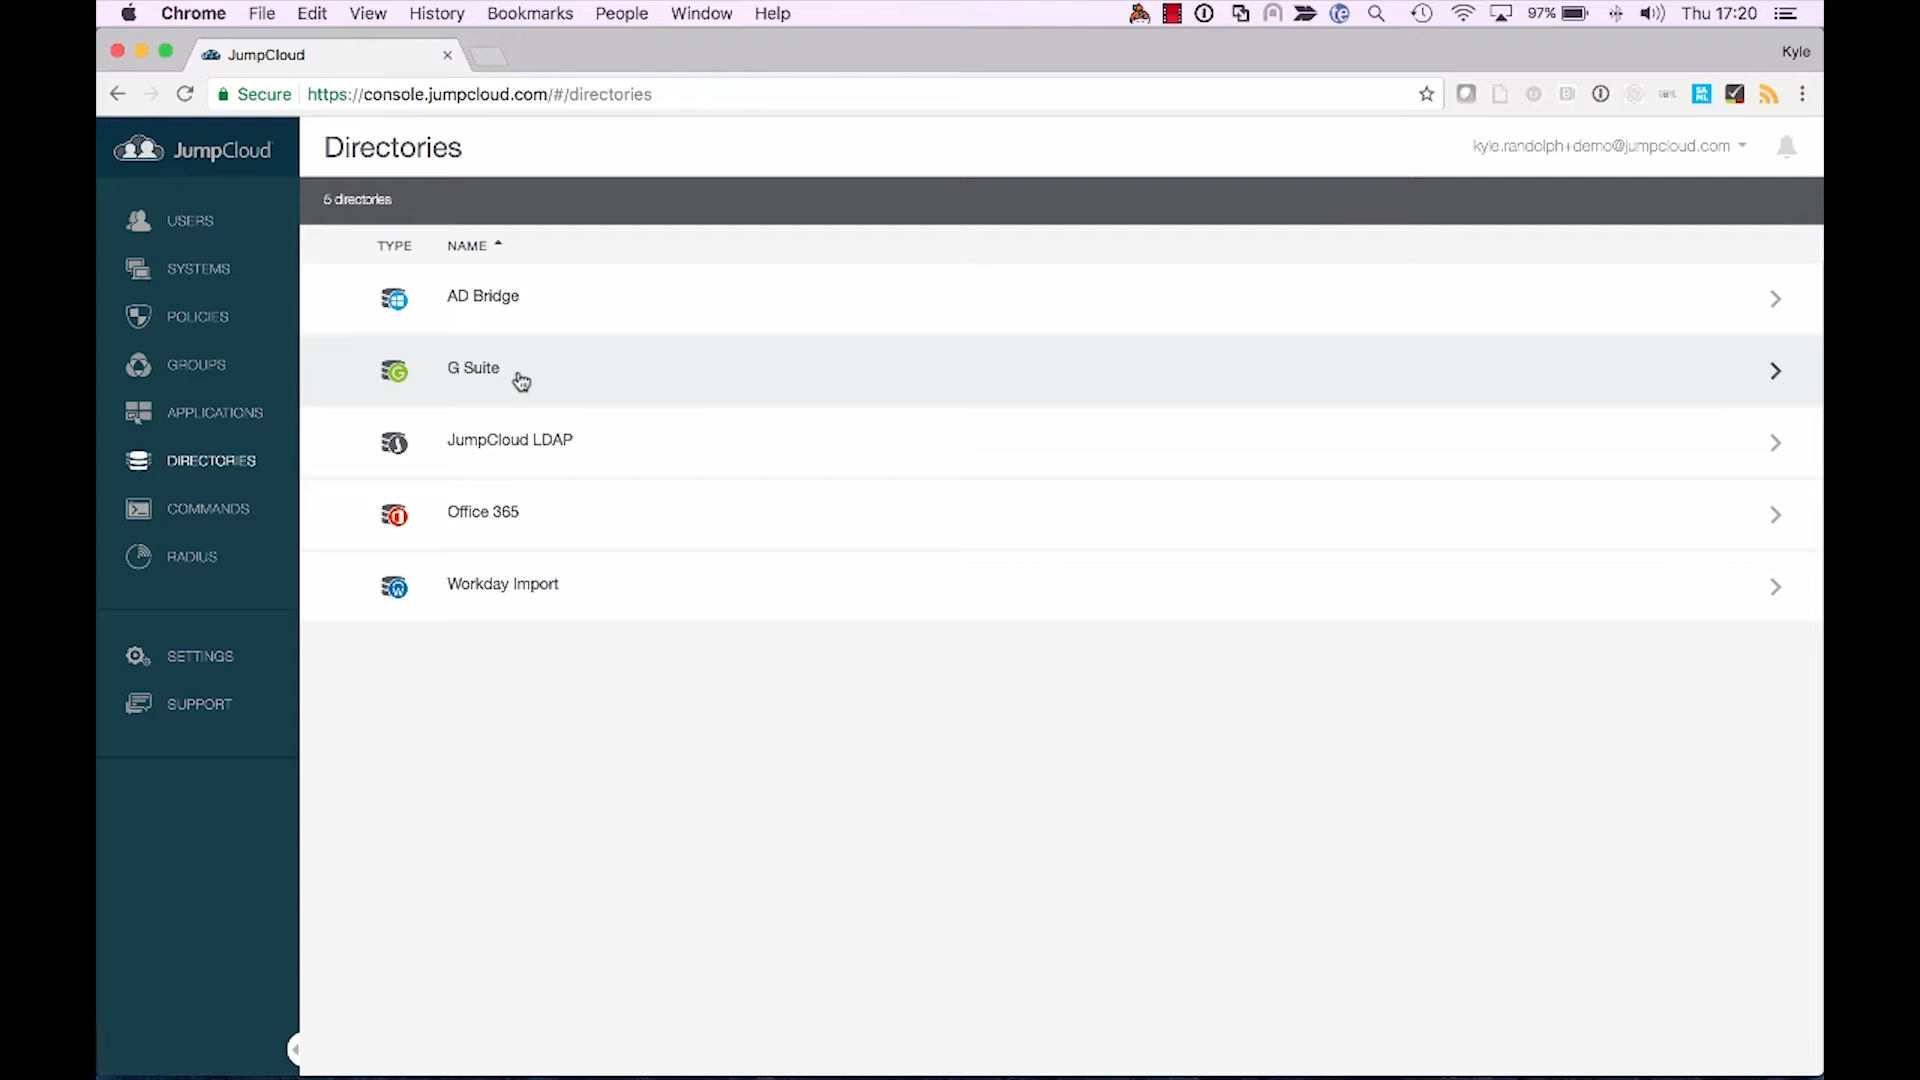 Chrome File Edit View History Bookmarks People Window Help 97% Thu 17:20
JumpCloud Kyle
Secure https://console.jumpcloud.com/#/directories
JumpCloud
Directories
kyle.randolph+demo@jumpcloud.com
5 directories
USERS
SYSTEMS
POLICIES
GROUPS
APPLICATIONS
DIRECTORIES
COMMANDS
RADIUS
SETTINGS
SUPPORT
TYPE NAME
AD Bridge
G Suite
JumpCloud LDAP
Office 365
Workday Import